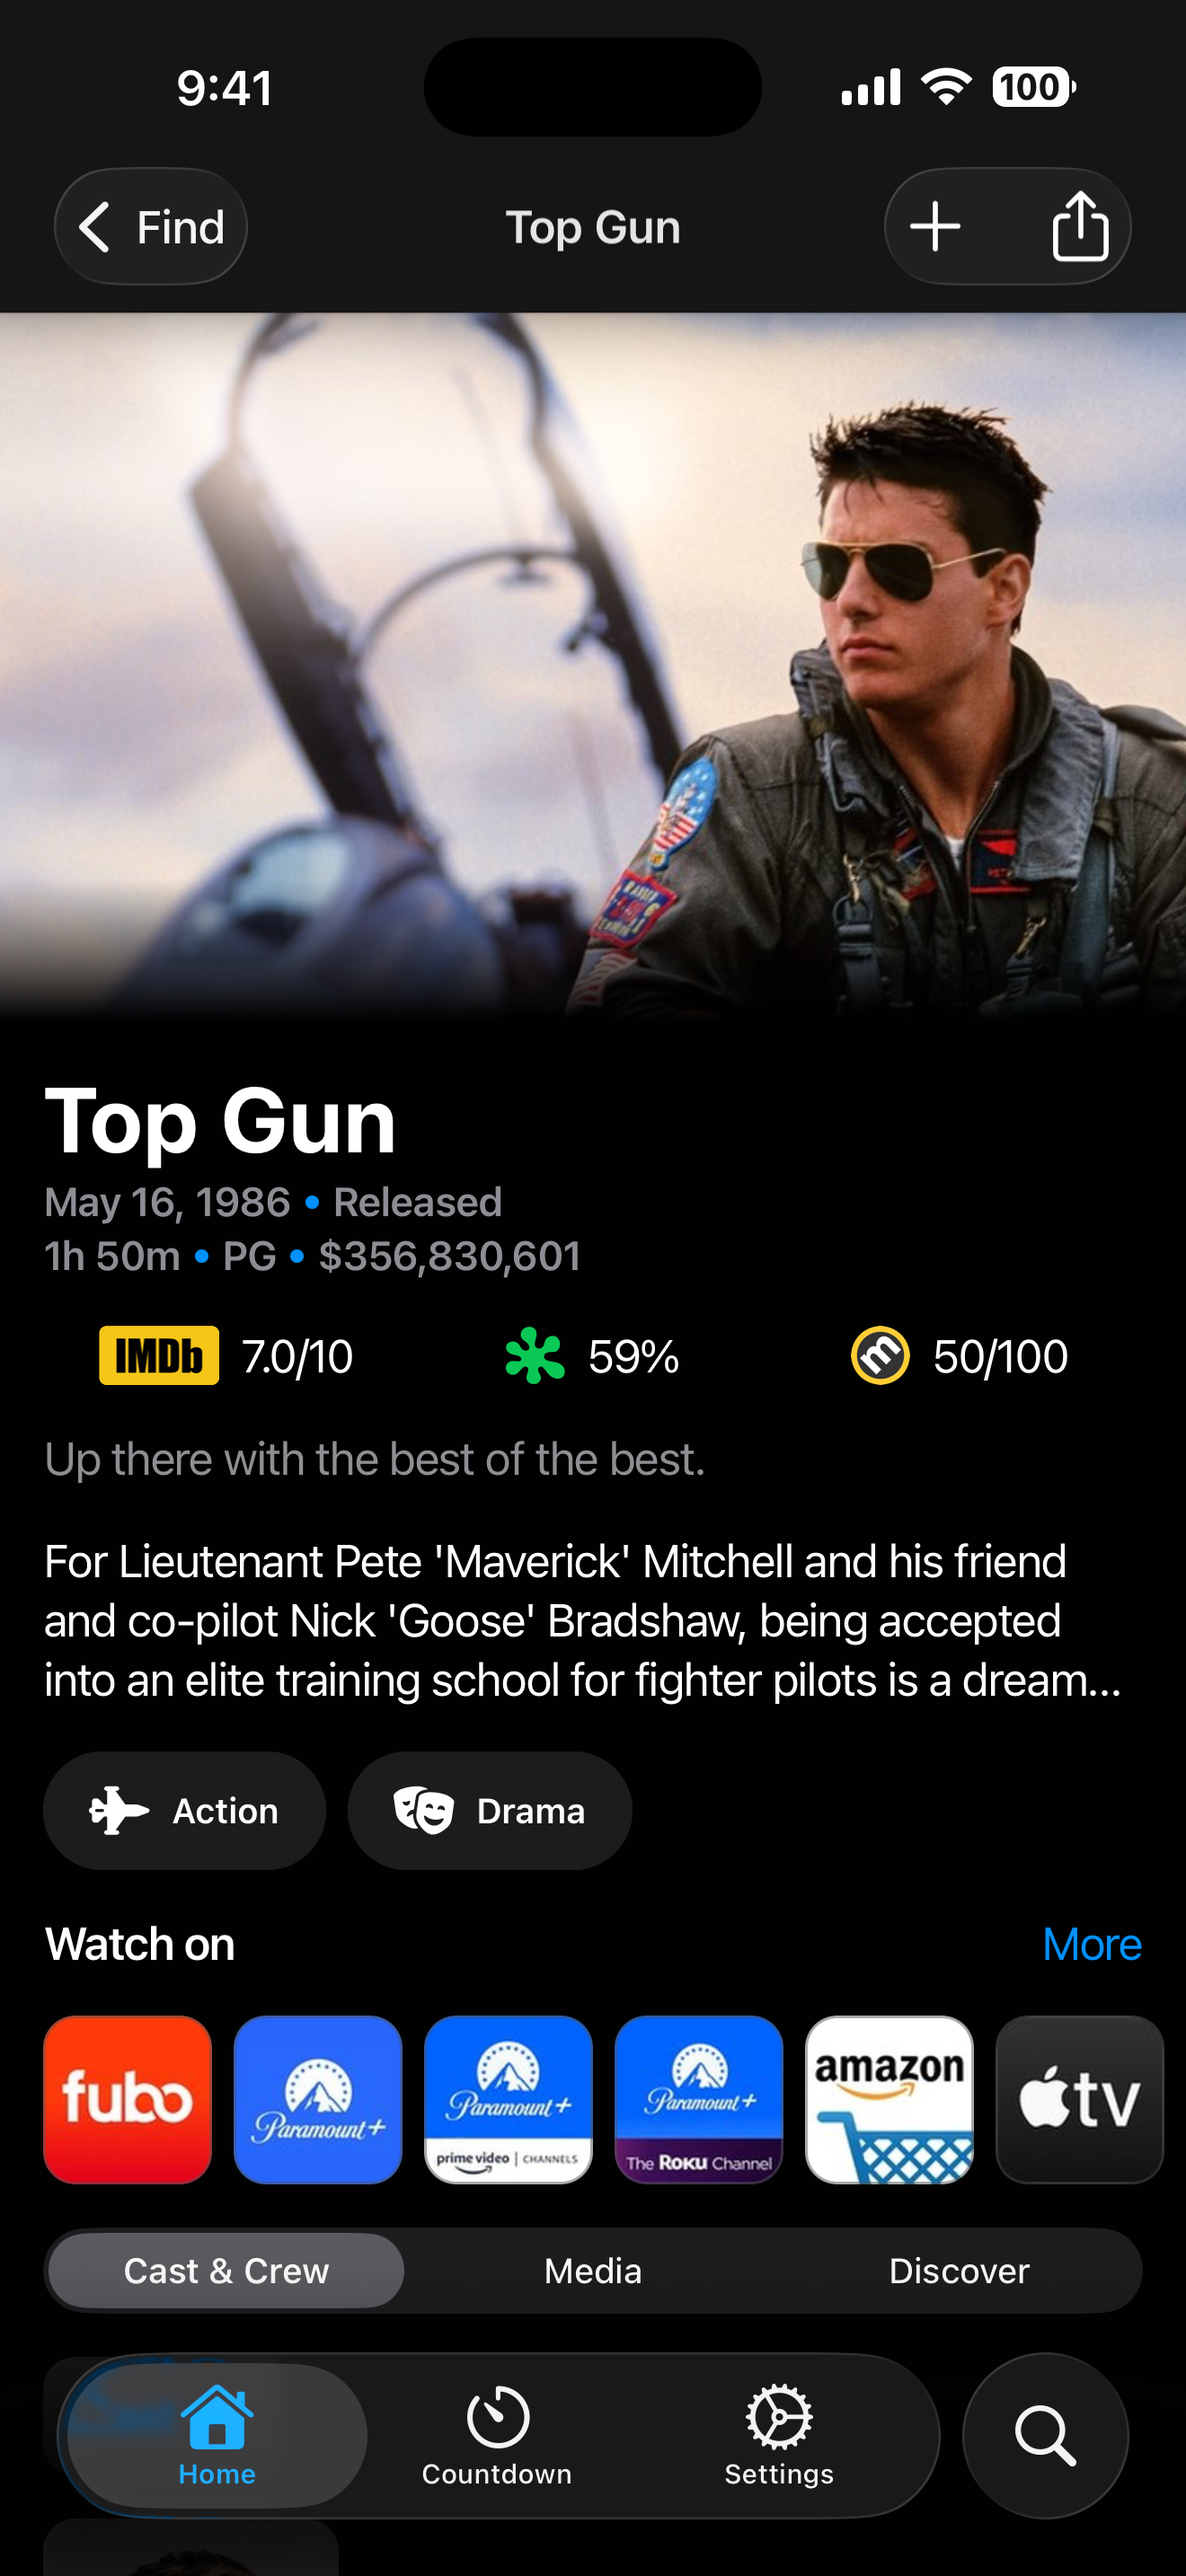 9:41
100
Find
Top Gun
Top Gun
May 16, 1986 • Released
1h 50m • PG • $356,830,601
IMDb 7.0/10
59%
m 50/100
Up there with the best of the best.
For Lieutenant Pete 'Maverick' Mitchell and his friend
and co-pilot Nick 'Goose' Bradshaw, being accepted
into an elite training school for fighter pilots is a dream...
Action
Drama
Watch on
More
fubo
Paramount+
Paramount+
prime video | CHANNELS
Paramount+
The Roku Channel
amazon
tv
Cast & Crew
Media
Discover
Home
Countdown
Settings